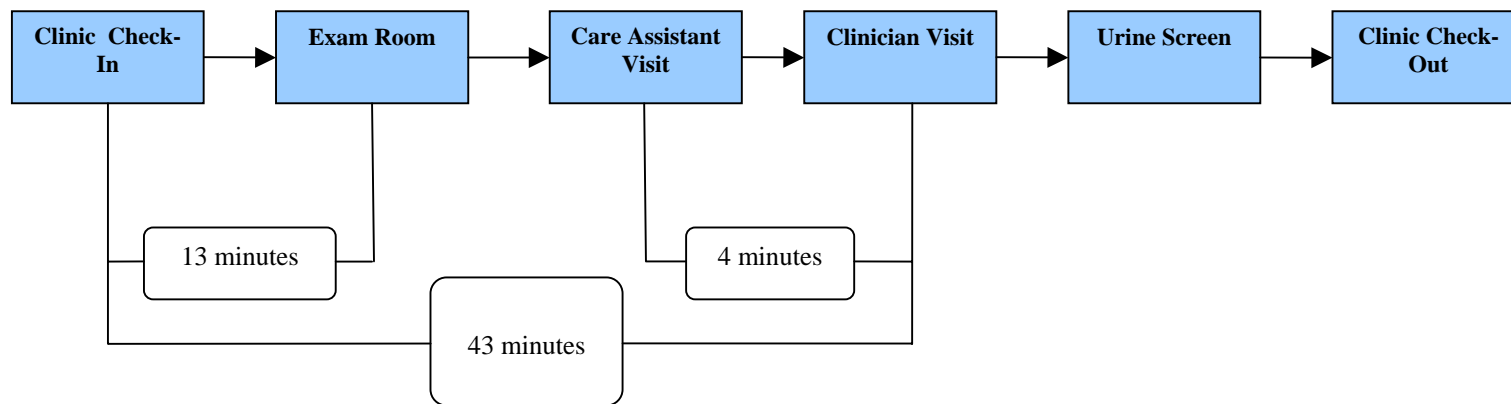 Clinic Check-
In
Exam Room
Care Assistant
Visit
Clinician Visit
Urine Screen
Clinic Check-
Out
13 minutes
4 minutes
43 minutes